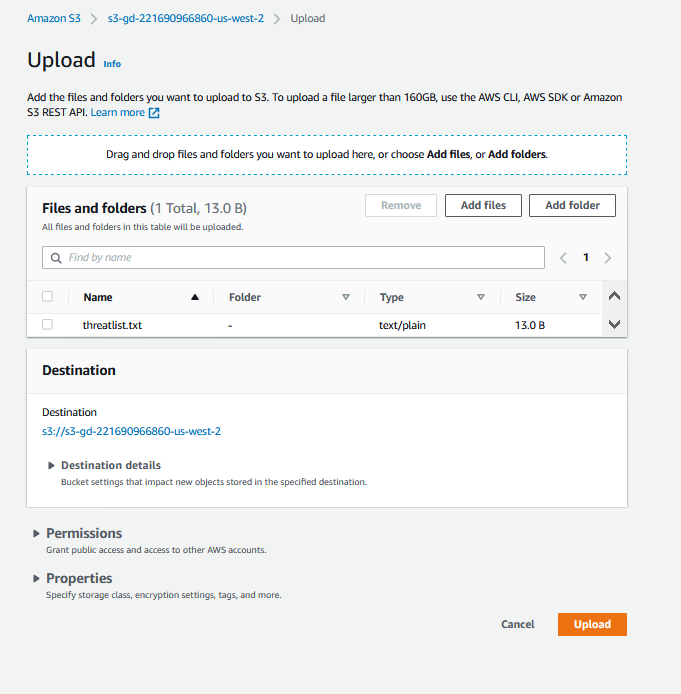 Amazon S3 > s3-gd-221690966860-us-west-2 > Upload
Upload Info
Add the files and folders you want to upload to S3. To upload a file larger than 160GB, use the AWS CLI, AWS SDK or Amazon
S3 REST API. Learn more
Drag and drop files and folders you want to upload here, or choose Add files, or Add folders.
Files and folders (1 Total, 13.0 B)
Remove
Add files
Add folder
All files and folders in this table will be uploaded.
Find by name
1
Name Folder Type Size
threatlist.txt - text/plain 13.0 B
Destination
Destination
s3://s3-gd-221690966860-us-west-2
Destination details
Bucket settings that impact new objects stored in the specified destination.
Permissions
Grant public access and access to other AWS accounts.
Properties
Specify storage class, encryption settings, tags, and more.
Cancel Upload